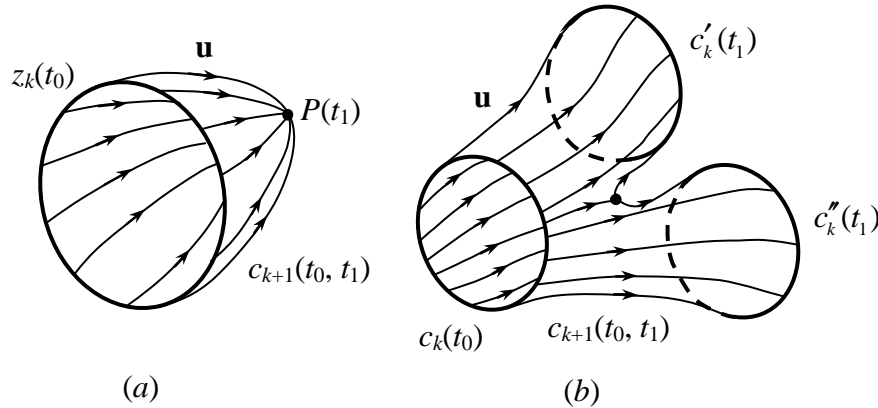 u
z_k(t_0)
P(t_1)
c_{k+1}(t_0, t_1)
(a)
c'_k(t_1)
u
c''_k(t_1)
c_k(t_0)
c_{k+1}(t_0, t_1)
(b)